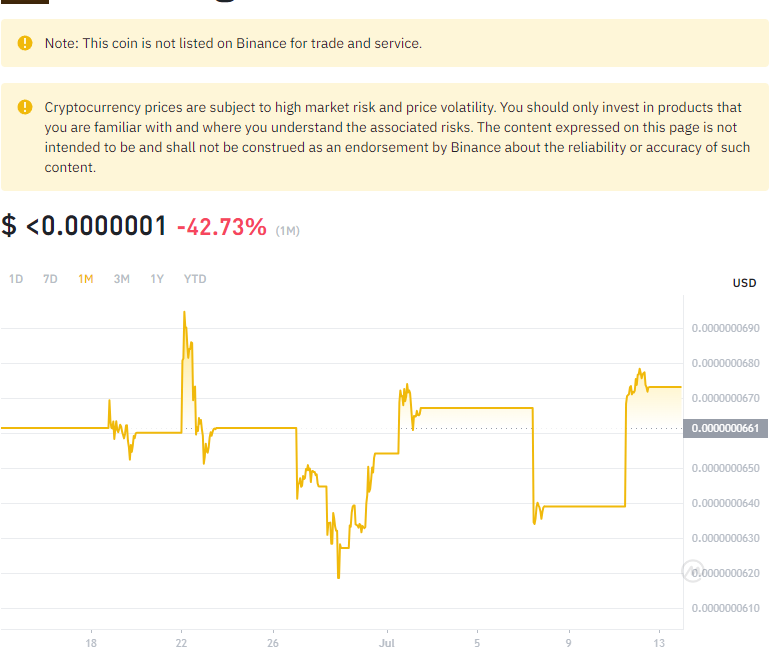 Note: This coin is not listed on Binance for trade and service.
Cryptocurrency prices are subject to high market risk and price volatility. You should only invest in products that
you are familiar with and where you understand the associated risks. The content expressed on this page is not
intended to be and shall not be construed as an endorsement by Binance about the reliability or accuracy of such
content.
$ <0.0000001 -42.73% (1M)
1D 7D 1M 3M 1Y YTD
USD
0.0000000690
0.0000000680
0.0000000670
0.0000000661
0.0000000650
0.0000000640
0.0000000630
0.0000000620
0.0000000610
18 22 26 Jul 5 9 13